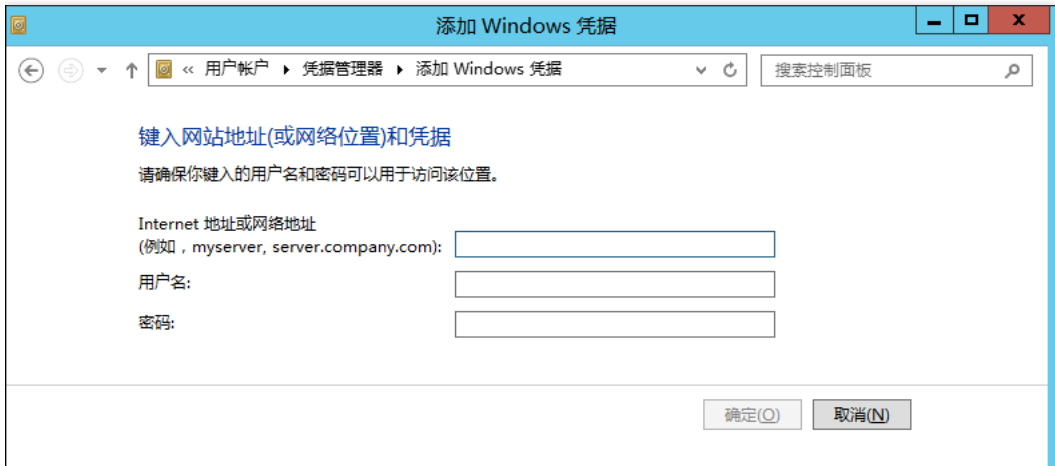 添加 Windows 凭据
« 用户帐户 ▸ 凭据管理器 ▸ 添加 Windows 凭据
搜索控制面板
键入网站地址(或网络位置)和凭据
请确保你键入的用户名和密码可以用于访问该位置。
Internet 地址或网络地址
(例如，myserver, server.company.com):
用户名:
密码:
确定(O)
取消(N)